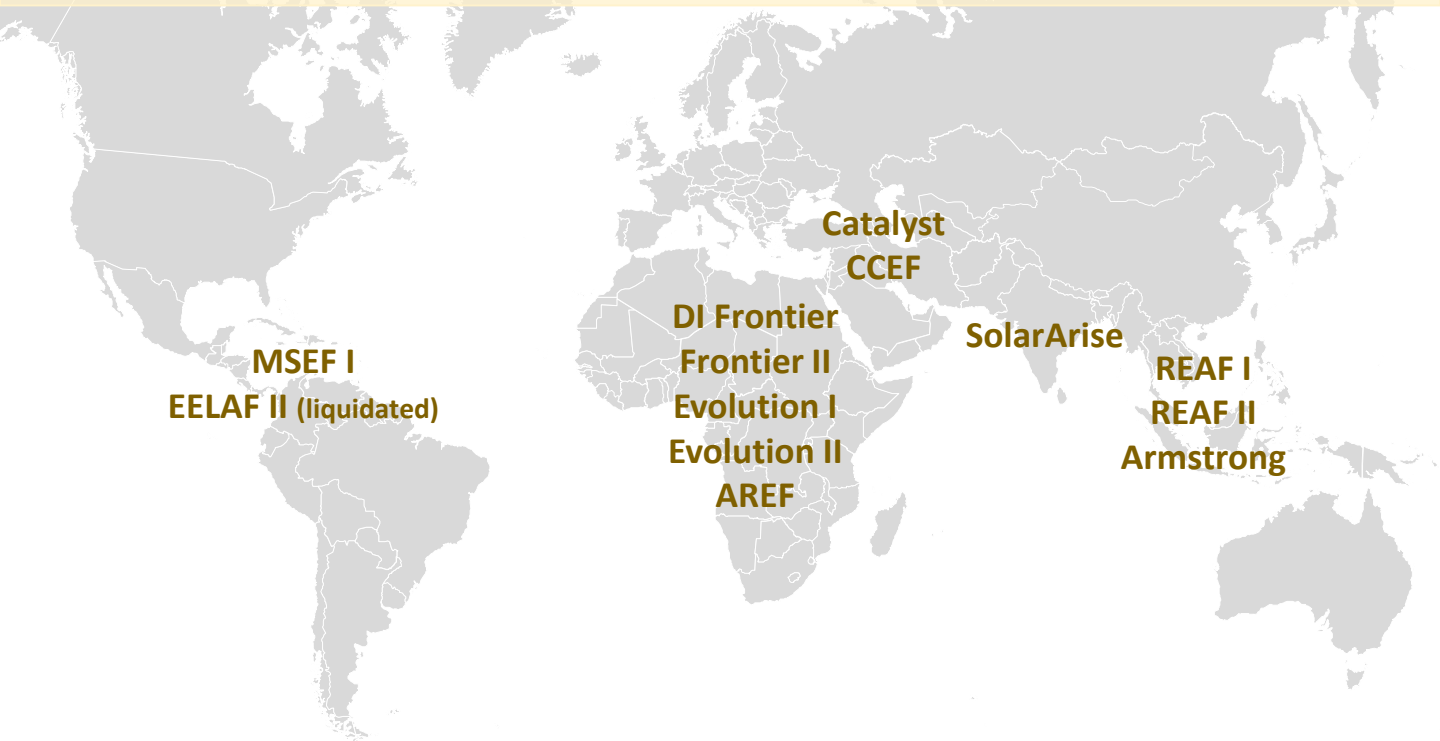 Catalyst
CCEF
DI Frontier
Frontier II
Evolution I
Evolution II
AREF
SolarArise
MSEF I
EELAF II (liquidated)
REAF I
REAF II
Armstrong